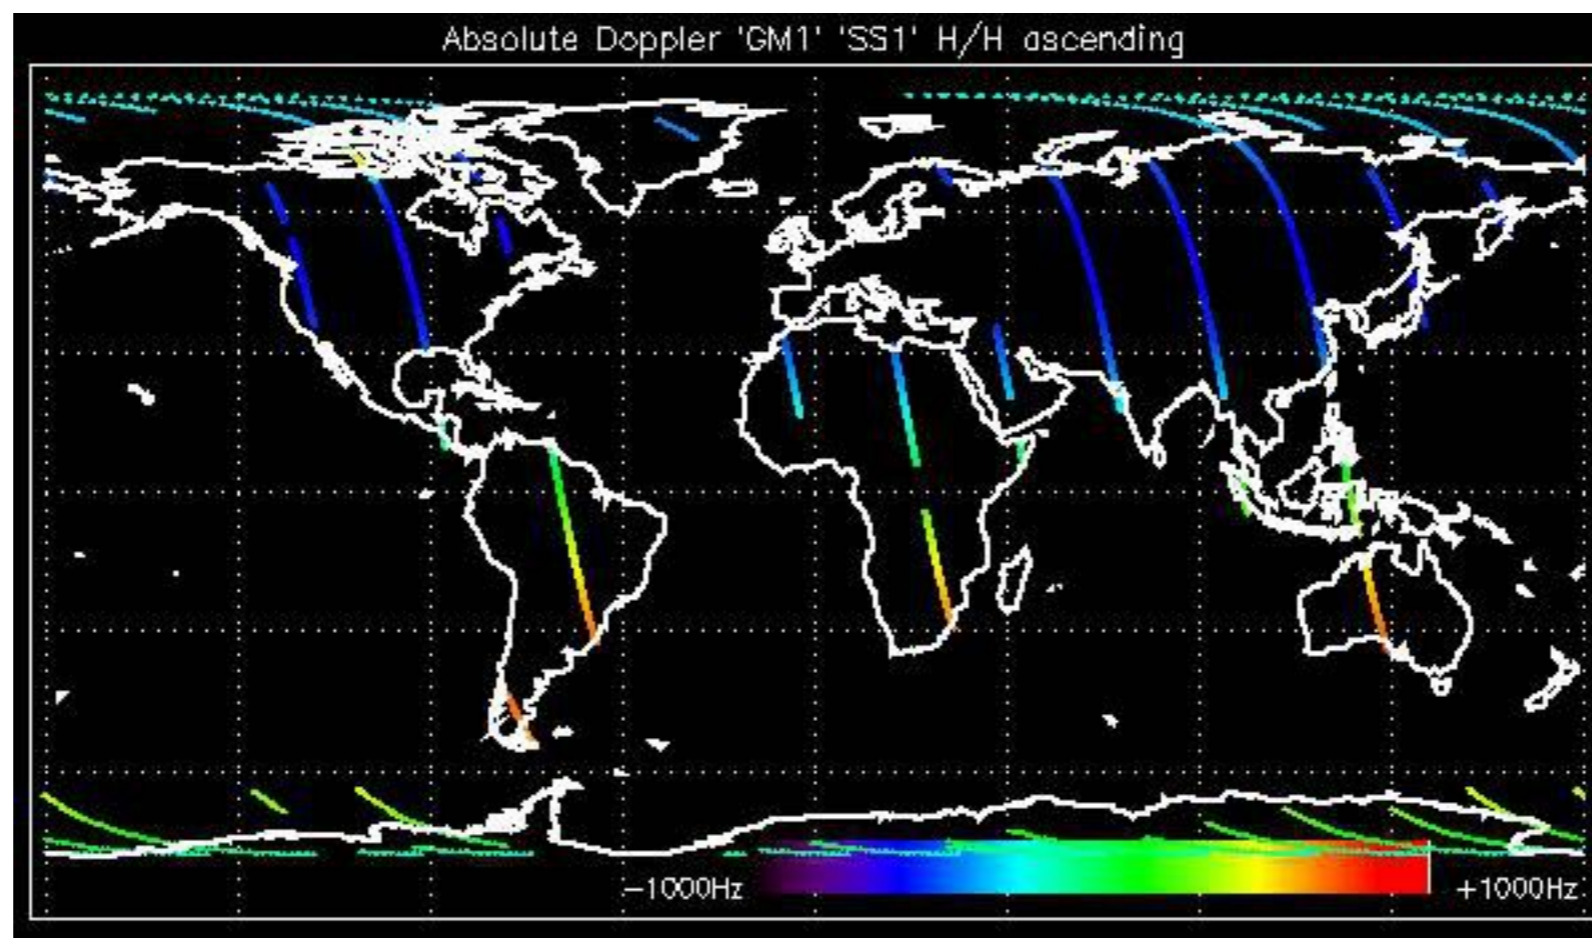 Absolute Doppler 'GM1' 'SS1' H/H ascending
−1000Hz
+1000Hz